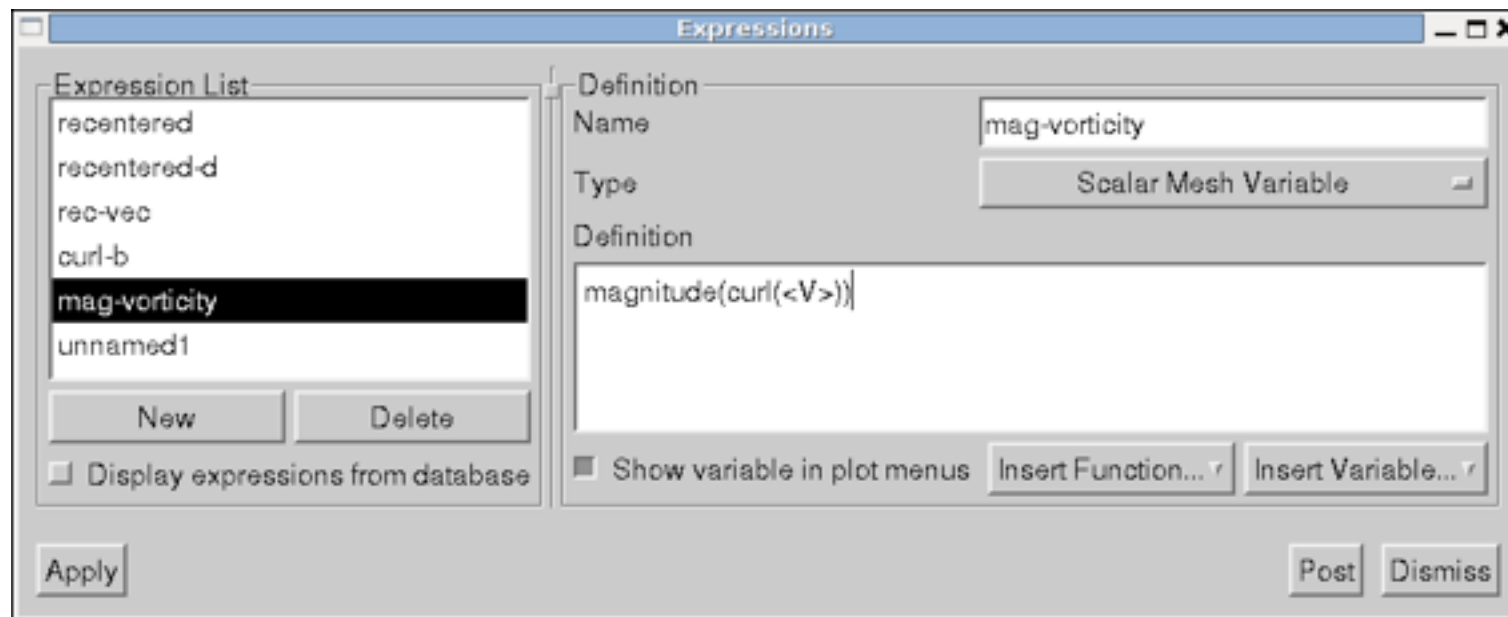 Expressions
Expression List
recentered
recentered-d
rec-vec
curl-b
mag-vorticity
unnamed1
New Delete
Display expressions from database
Definition
Name mag-vorticity
Type Scalar Mesh Variable
Definition
magnitude(curl(<V>))
Show variable in plot menus Insert Function... Insert Variable...
Apply Post Dismiss